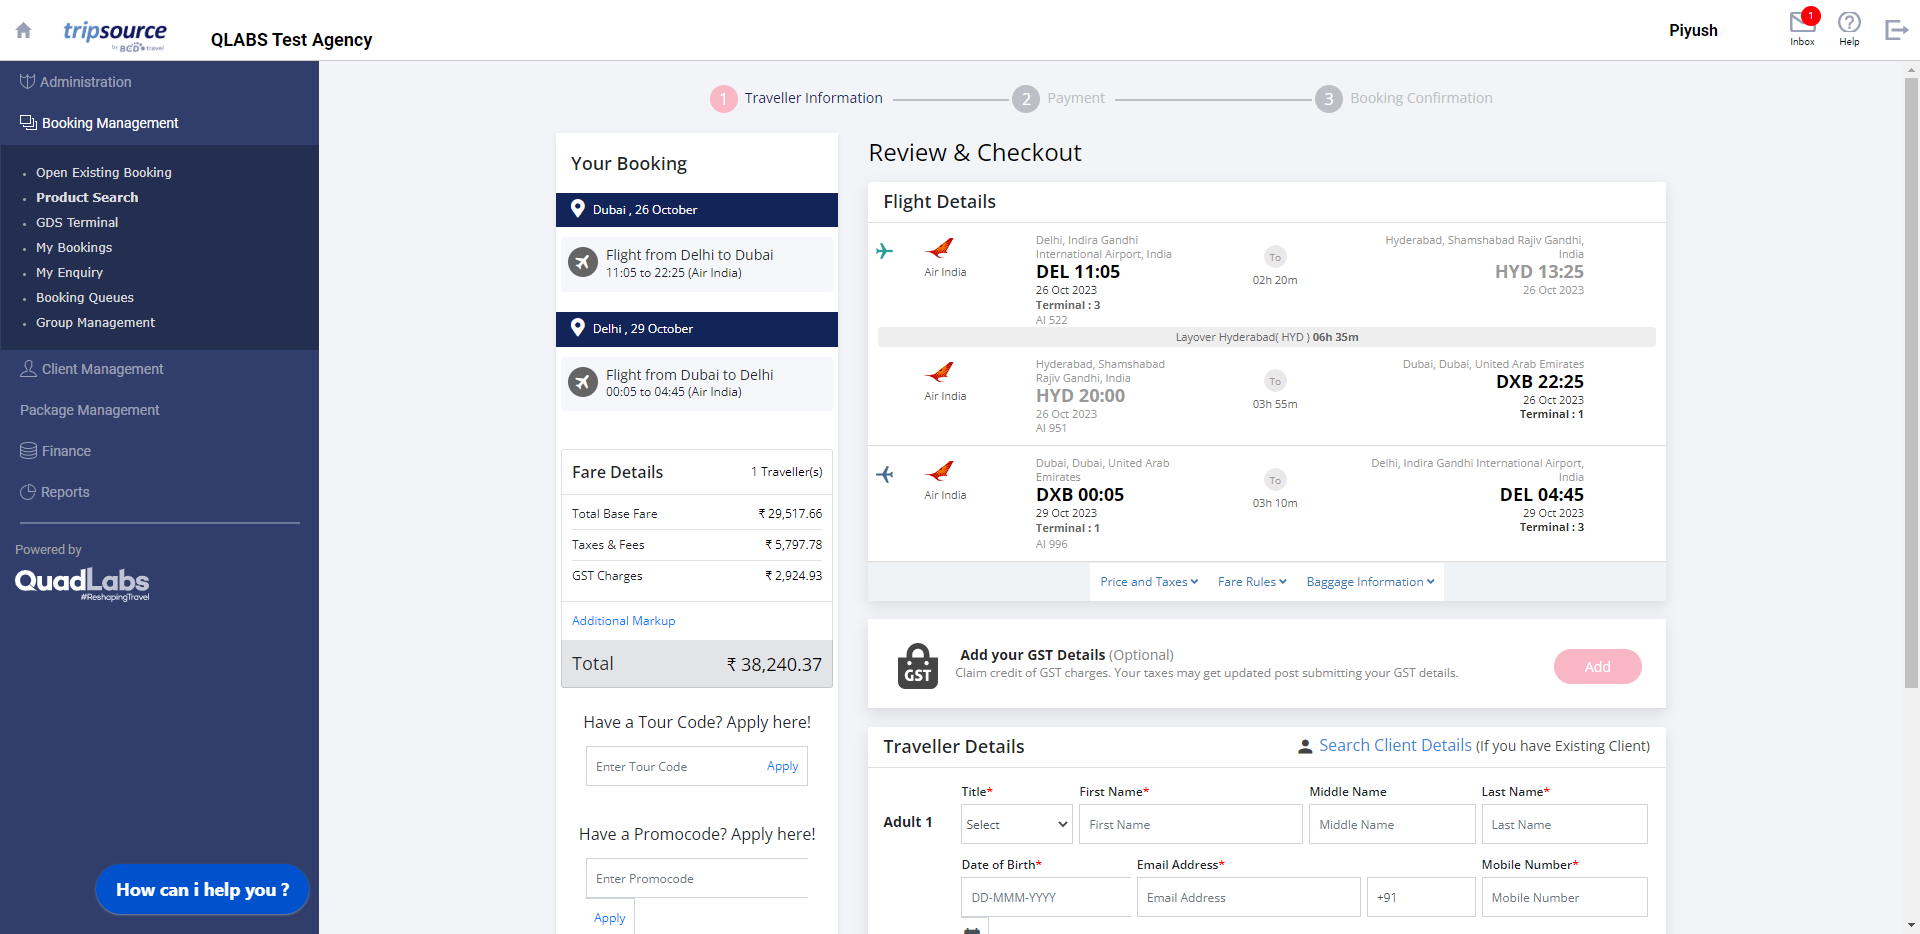 tripsource
by BCD travel
QLABS Test Agency
Piyush
1
Inbox
Help
Administration
Booking Management
Open Existing Booking
Product Search
GDS Terminal
My Bookings
My Enquiry
Booking Queues
Group Management
Client Management
Package Management
Finance
Reports
Powered by
QuadLabs
#ReshapingTravel
How can i help you ?
1 Traveller Information
2 Payment
3 Booking Confirmation
Your Booking
Dubai , 26 October
Flight from Delhi to Dubai
11:05 to 22:25 (Air India)
Delhi , 29 October
Flight from Dubai to Delhi
00:05 to 04:45 (Air India)
Fare Details 1 Traveller(s)
Total Base Fare ₹ 29,517.66
Taxes & Fees ₹ 5,797.78
GST Charges ₹ 2,924.93
Additional Markup
Total ₹ 38,240.37
Have a Tour Code? Apply here!
Enter Tour Code Apply
Have a Promocode? Apply here!
Enter Promocode
Apply
Review & Checkout
Flight Details
Air India
Delhi, Indira Gandhi
International Airport, India
DEL 11:05
26 Oct 2023
Terminal : 3
AI 522
To
02h 20m
Hyderabad, Shamshabad Rajiv Gandhi,
India
HYD 13:25
26 Oct 2023
Layover Hyderabad( HYD ) 06h 35m
Air India
Hyderabad, Shamshabad
Rajiv Gandhi, India
HYD 20:00
26 Oct 2023
AI 951
To
03h 55m
Dubai, Dubai, United Arab Emirates
DXB 22:25
26 Oct 2023
Terminal : 1
Air India
Dubai, Dubai, United Arab
Emirates
DXB 00:05
29 Oct 2023
Terminal : 1
AI 996
To
03h 10m
Delhi, Indira Gandhi International Airport,
India
DEL 04:45
29 Oct 2023
Terminal : 3
Price and Taxes Fare Rules Baggage Information
GST
Add your GST Details (Optional)
Claim credit of GST charges. Your taxes may get updated post submitting your GST details.
Add
Traveller Details
Search Client Details (If you have Existing Client)
Adult 1
Title* First Name* Middle Name Last Name*
Select First Name Middle Name Last Name
Date of Birth* Email Address* Mobile Number*
DD-MMM-YYYY Email Address +91 Mobile Number